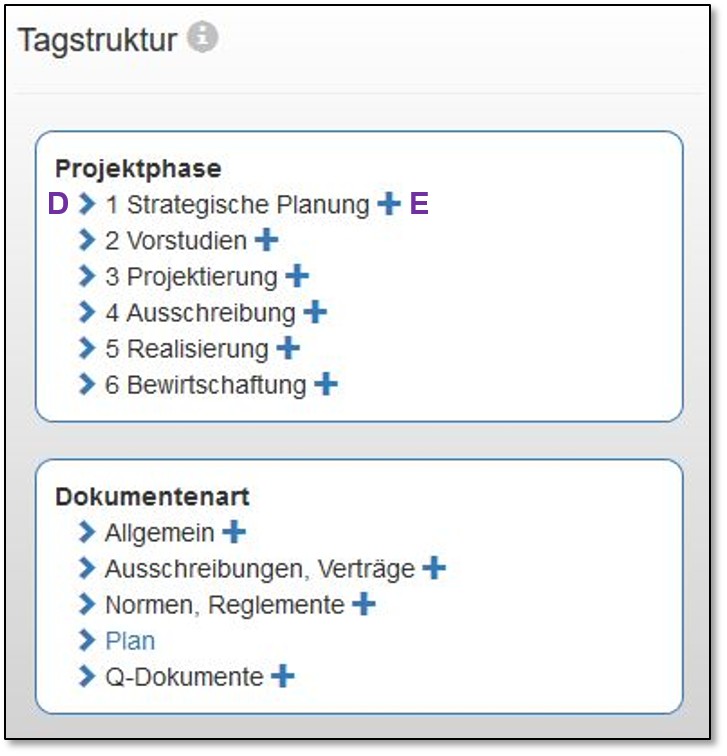 Tagstruktur
Projektphase
D 1 Strategische Planung E
2 Vorstudien
3 Projektierung
4 Ausschreibung
5 Realisierung
6 Bewirtschaftung
Dokumentenart
Allgemein
Ausschreibungen, Verträge
Normen, Reglemente
Plan
Q-Dokumente